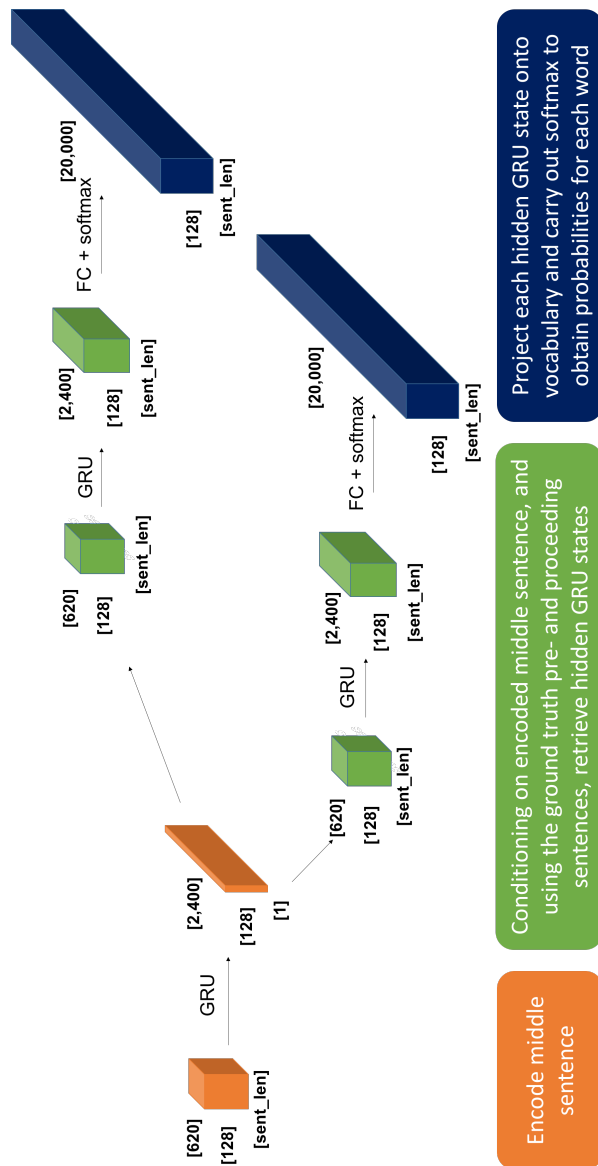 [620]
[128]
[sent_len]
GRU
[2,400]
[128]
[1]
[620]
[128]
[sent_len]
GRU
[2,400]
[128]
[sent_len]
FC + softmax
[20,000]
[128]
[sent_len]
[620]
[128]
[sent_len]
GRU
[2,400]
[128]
[sent_len]
FC + softmax
[20,000]
[128]
[sent_len]
Encode middle
sentence
Conditioning on encoded middle sentence, and
using the ground truth pre- and proceeding
sentences, retrieve hidden GRU states
Project each hidden GRU state onto
vocabulary and carry out softmax to
obtain probabilities for each word